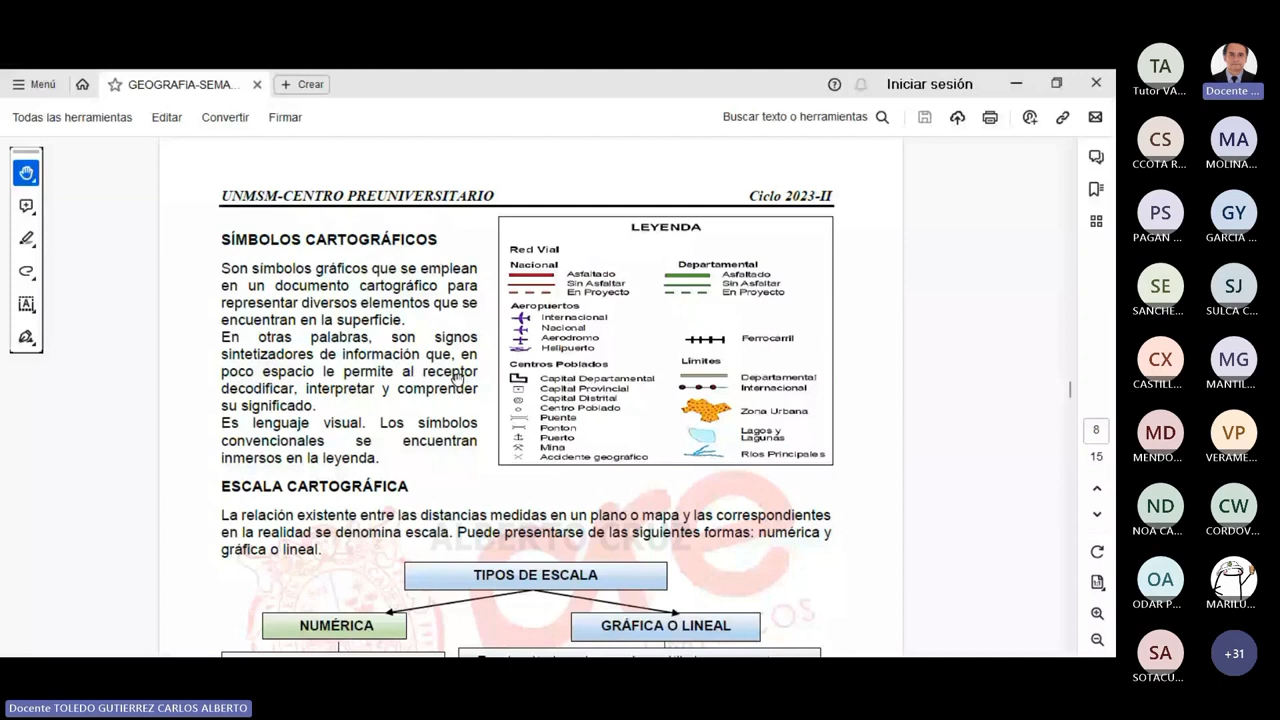 Menú
GEOGRAFIA-SEMA...
Crear
Iniciar sesión
Todas las herramientas
Editar
Convertir
Firmar
Buscar texto o herramientas
UNMSM-CENTRO PREUNIVERSITARIO
Ciclo 2023-II
SÍMBOLOS CARTOGRÁFICOS
Son símbolos gráficos que se emplean
en un documento cartográfico para
representar diversos elementos que se
encuentran en la superficie.
En otras palabras, son signos
sintetizadores de información que, en
poco espacio le permite al receptor
decodificar, interpretar y comprender
su significado.
Es lenguaje visual. Los símbolos
convencionales se encuentran
inmersos en la leyenda.
LEYENDA
Red Vial
Nacional
Asfaltado
Sin Asfaltar
En Proyecto
Departamental
Asfaltado
Sin Asfaltar
En Proyecto
Aeropuertos
Internacional
Nacional
Aerodromo
Helipuerto
Ferrocarril
Centros Poblados
Capital Departamental
Capital Provincial
Capital Distrital
Centro Poblado
Puente
Ponton
Puerto
Mina
Accidente geográfico
Límites
Departamental
Internacional
Zona Urbana
Lagos y
Lagunas
Ríos Principales
ESCALA CARTOGRÁFICA
La relación existente entre las distancias medidas en un plano o mapa y las correspondientes
en la realidad se denomina escala. Puede presentarse de las siguientes formas: numérica y
gráfica o lineal.
ALBERTO CRUZ
TIPOS DE ESCALA
NUMÉRICA
GRÁFICA O LINEAL
8
15
TA
Tutor VA...
Docente ...
CS
CCOTA R...
MA
MOLINA...
PS
PAGAN ...
GY
GARCIA ...
SE
SANCHE...
SJ
SULCA C...
CX
CASTILL...
MG
MANTIL...
MD
MENDO...
VP
VERAME...
ND
NOA CA...
CW
CORDOV...
OA
ODAR P...
MARILU...
SA
SOTACU...
+31
Docente TOLEDO GUTIERREZ CARLOS ALBERTO